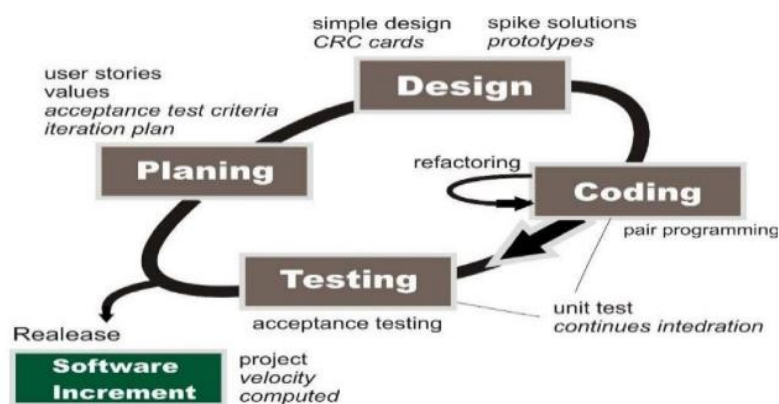 simple design
CRC cards
spike solutions
prototypes
user stories
values
acceptance test criteria
iteration plan
Design
Planing
refactoring
Coding
pair programming
Testing
acceptance testing
unit test
continues intedration
Realease
Software
Increment
project
velocity
computed